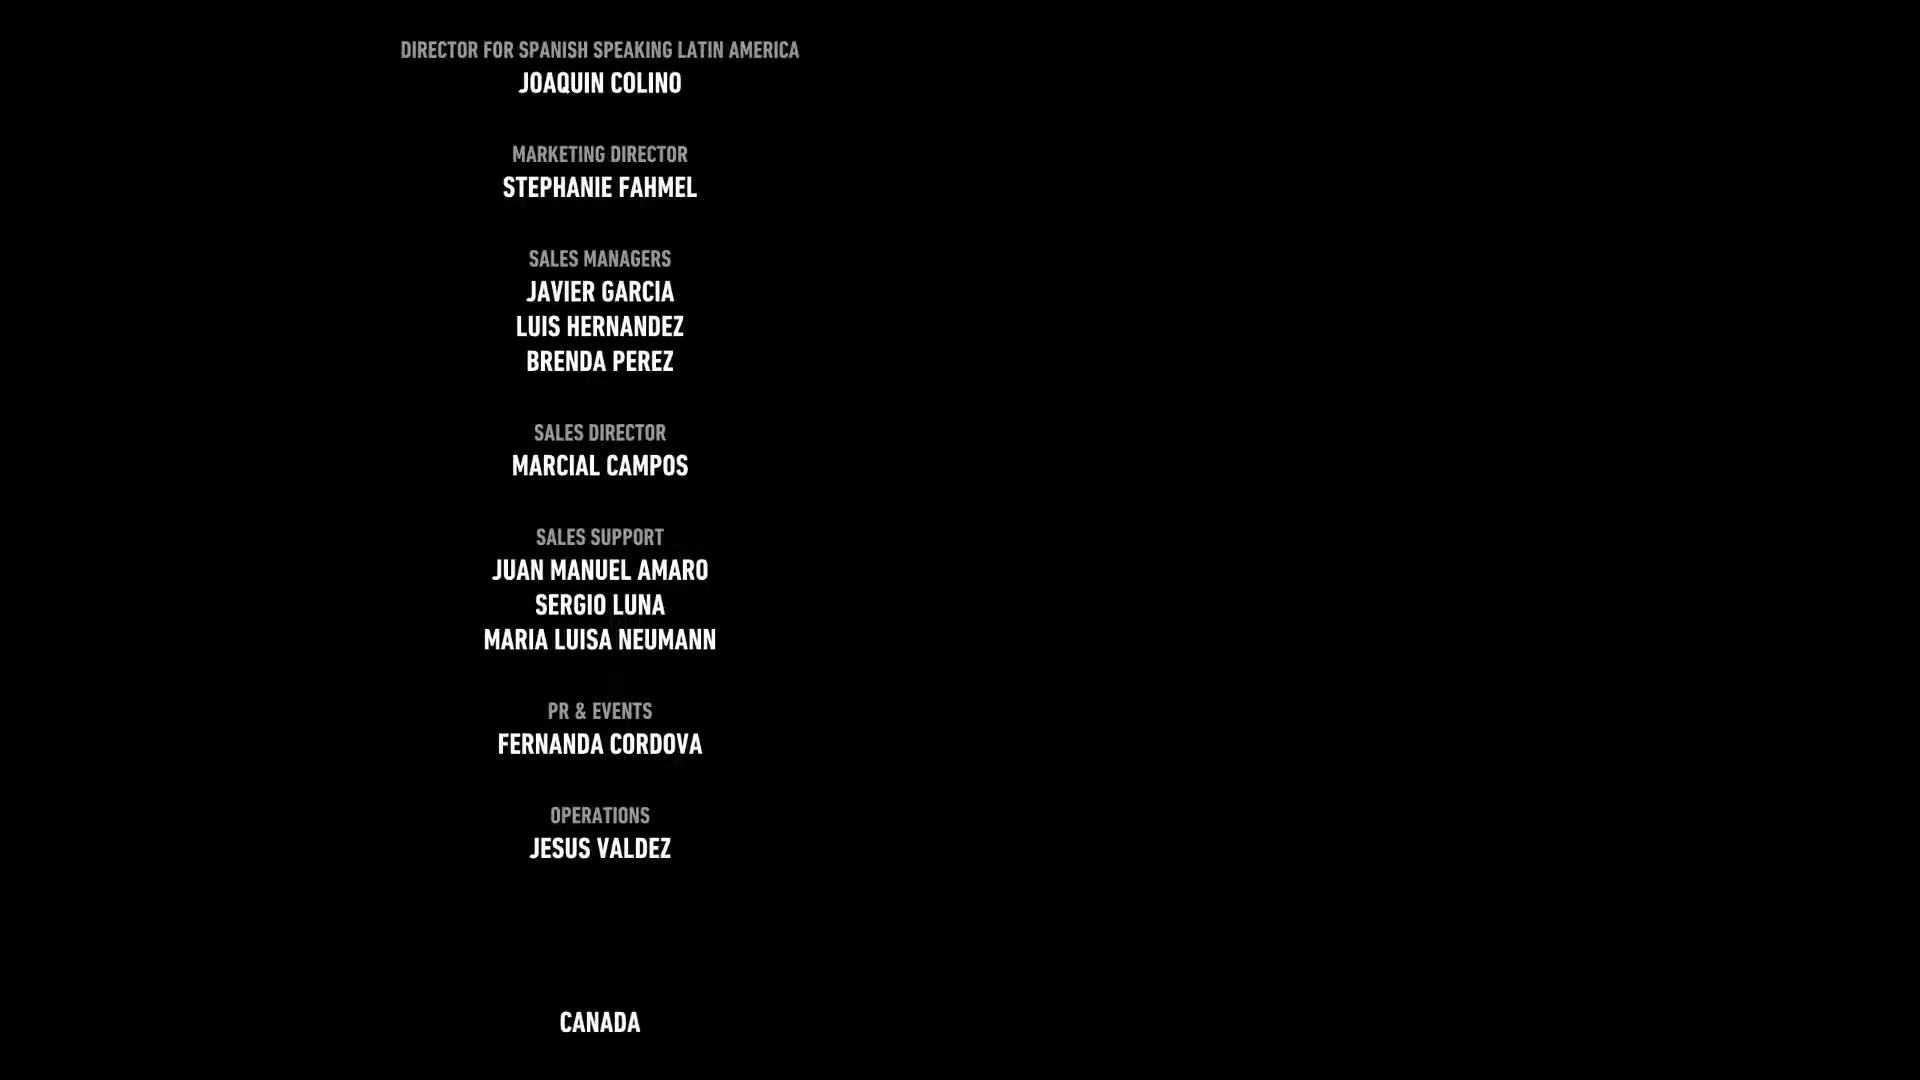 DIRECTOR FOR SPANISH SPEAKING LATIN AMERICA
JOAQUIN COLINO
MARKETING DIRECTOR
STEPHANIE FAHMEL
SALES MANAGERS
JAVIER GARCIA
LUIS HERNANDEZ
BRENDA PEREZ
SALES DIRECTOR
MARCIAL CAMPOS
SALES SUPPORT
JUAN MANUEL AMARO
SERGIO LUNA
MARIA LUISA NEUMANN
PR & EVENTS
FERNANDA CORDOVA
OPERATIONS
JESUS VALDEZ
CANADA